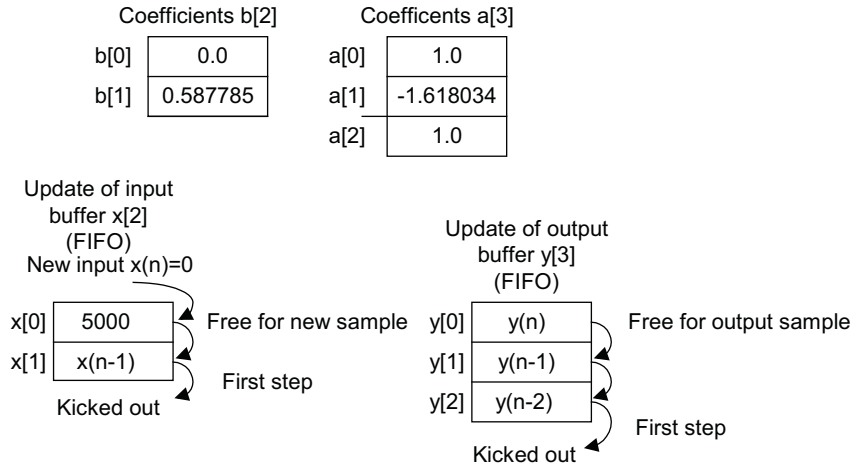 Coefficients b[2]
b[0] 0.0
b[1] 0.587785
Coefficients a[3]
a[0] 1.0
a[1] -1.618034
a[2] 1.0
Update of input
buffer x[2]
(FIFO)
New input x(n)=0
x[0] 5000 Free for new sample
x[1] x(n-1)
First step
Kicked out
Update of output
buffer y[3]
(FIFO)
y[0] y(n) Free for output sample
y[1] y(n-1)
y[2] y(n-2)
First step
Kicked out